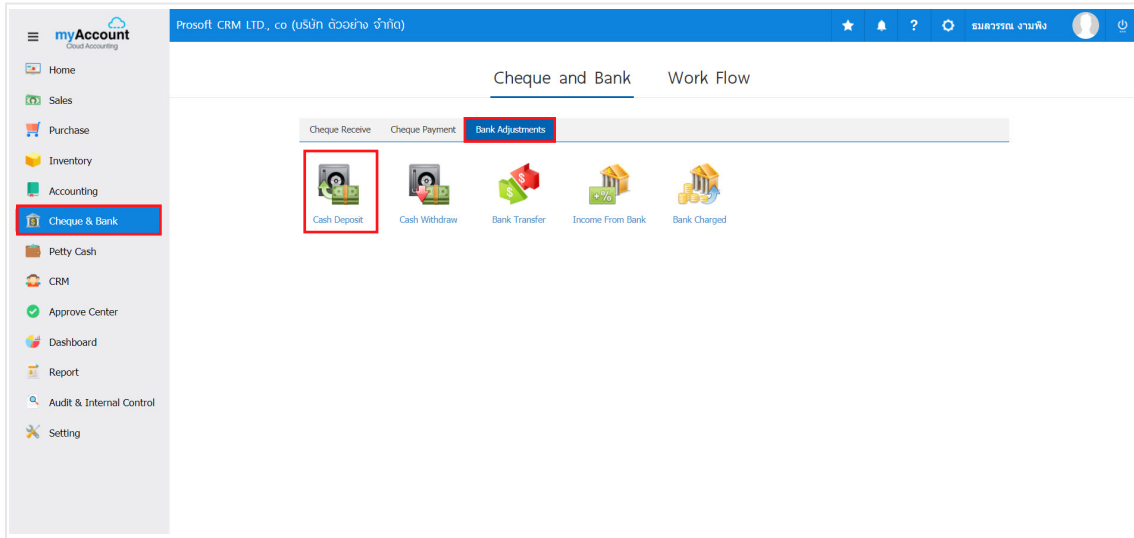 myAccount
Cloud Accounting
Prosoft CRM LTD., co (บริษัท ตัวอย่าง จำกัด)
?
ธมลวรรณ งามพิง
Home
Sales
Purchase
Inventory
Accounting
Cheque & Bank
Petty Cash
CRM
Approve Center
Dashboard
Report
Audit & Internal Control
Setting
Cheque and Bank Work Flow
Cheque Receive Cheque Payment Bank Adjustments
Cash Deposit Cash Withdraw Bank Transfer Income From Bank Bank Charged